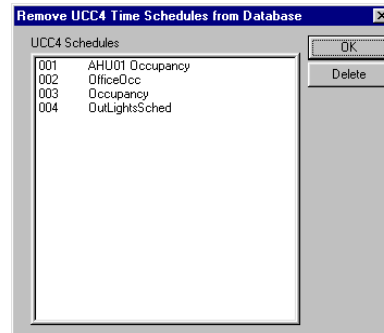 Remove UCC4 Time Schedules from Database
UCC4 Schedules
OK
Delete
001 AHU01 Occupancy
002 OfficeOcc
003 Occupancy
004 OutLightsSched